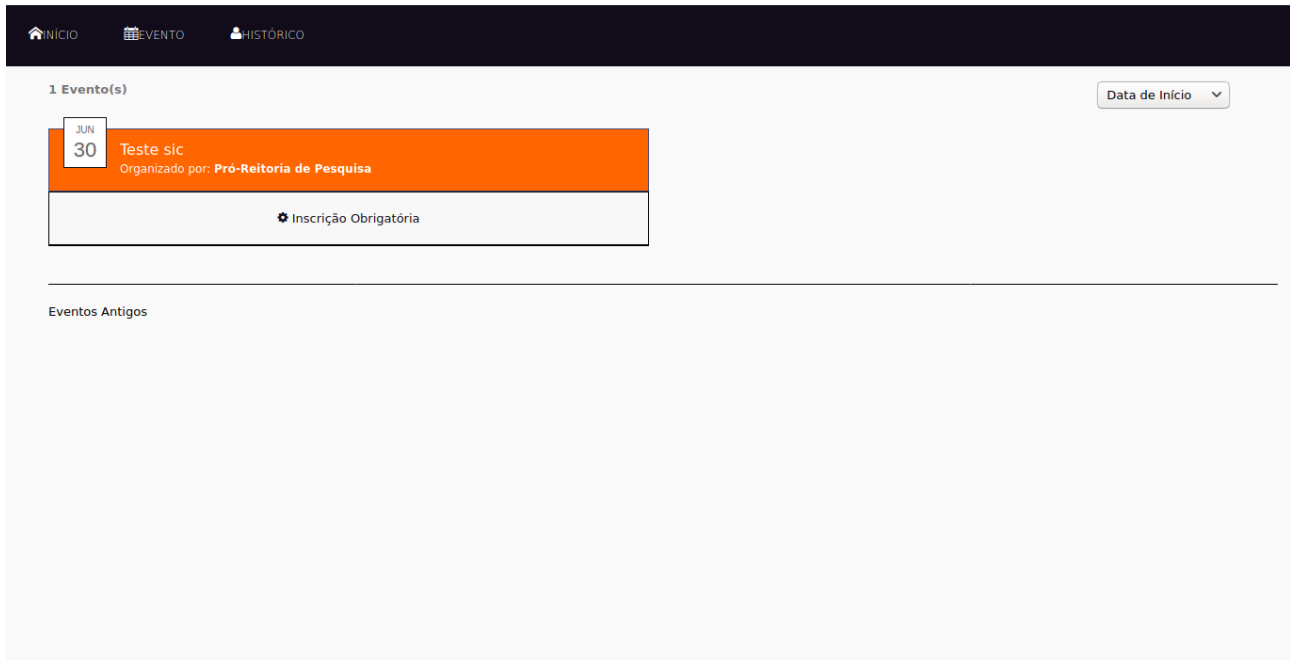 INÍCIO EVENTO HISTÓRICO
1 Evento(s) Data de Início
JUN
30
Teste sic
Organizado por: Pró-Reitoria de Pesquisa
Inscrição Obrigatória
Eventos Antigos